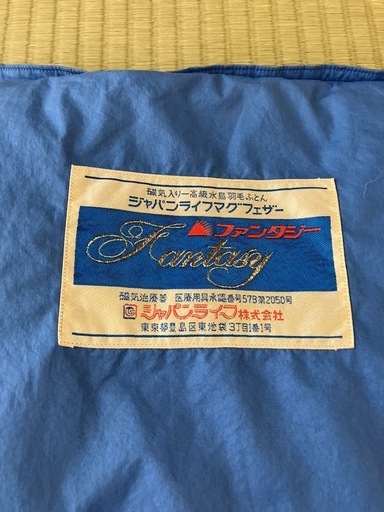 磁気入り一高級水鳥羽毛ふとん
ジャパンライフマグフェザー
ファンタジー
Fantasy
磁気治療器 医療用具承認番号57B第2050号
ジャパンライフ株式会社
東京都豊島区東池袋3丁目1番1号